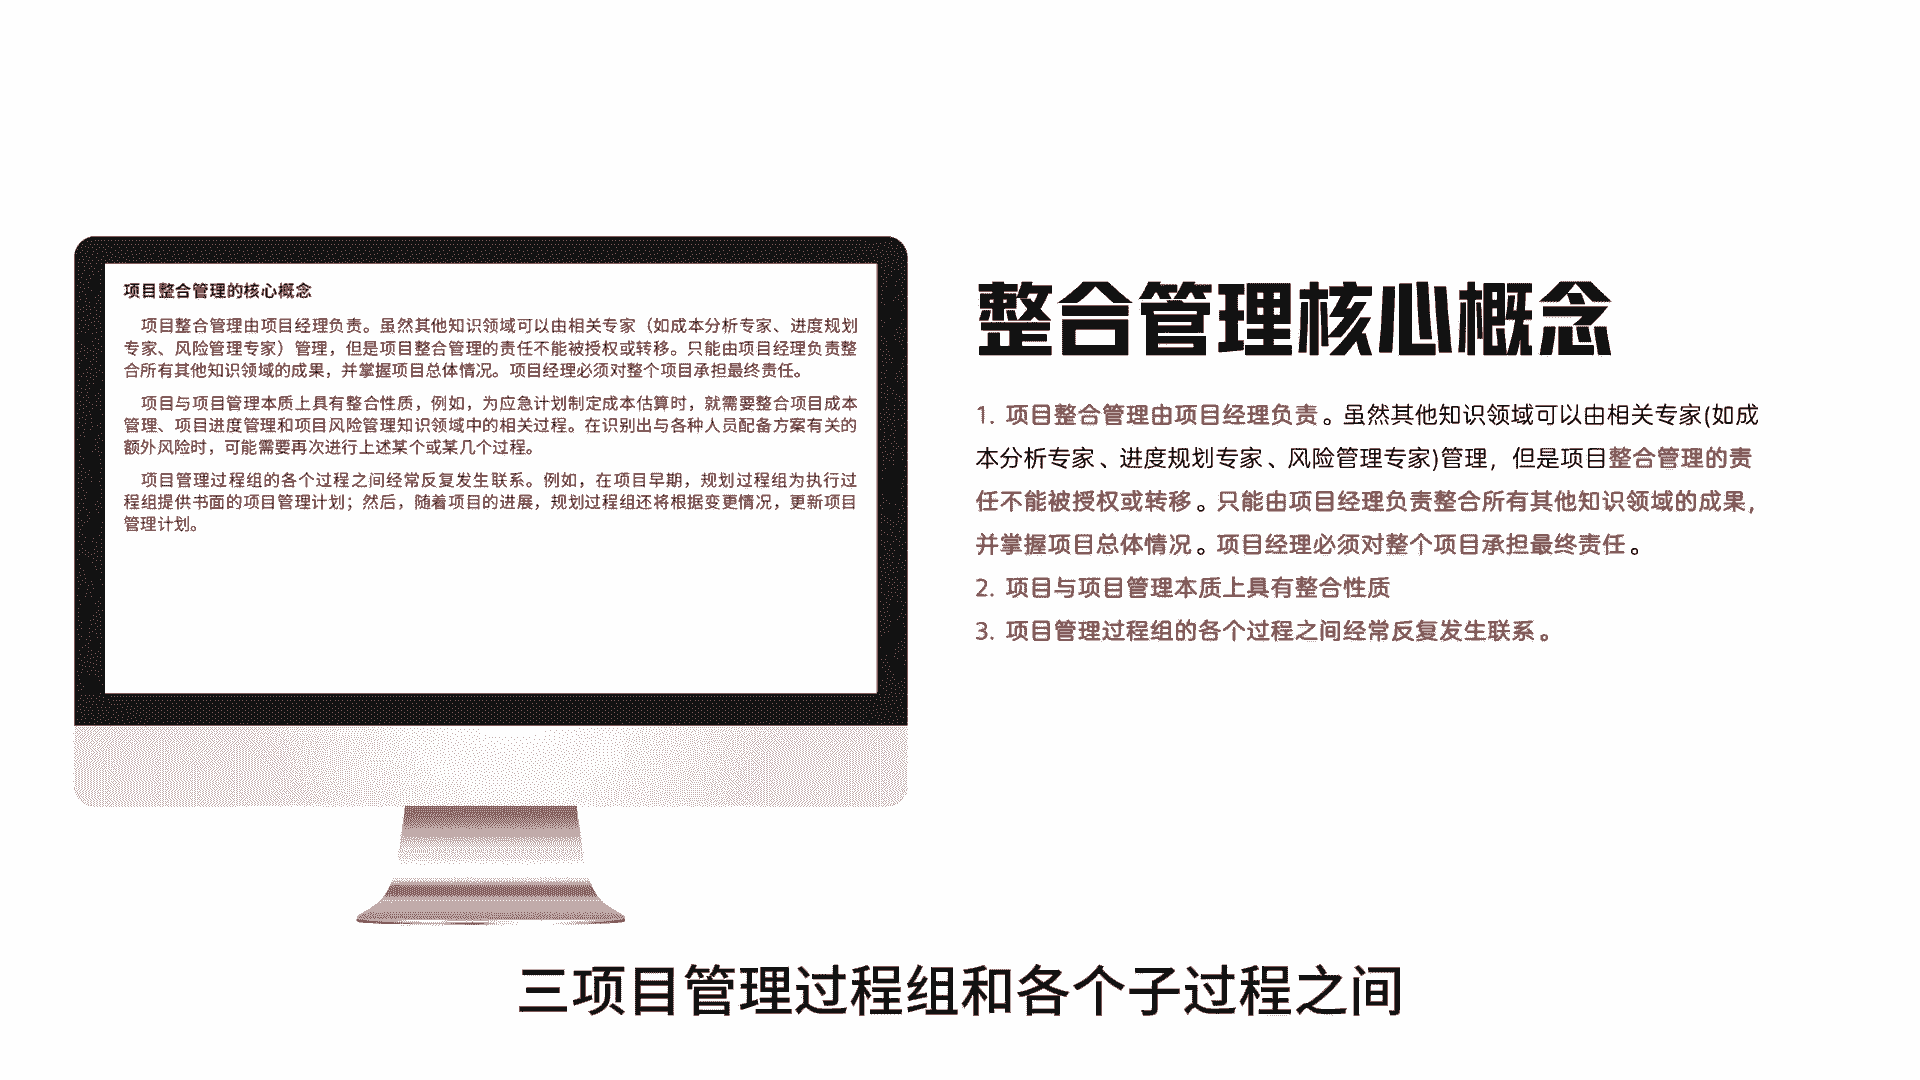 项目整合管理的核心概念
项目整合管理由项目经理负责。虽然其他知识领域可以由相关专家（如成本分析专家、进度规划
专家、风险管理专家）管理，但是项目整合管理的责任不能被授权或转移。只能由项目经理负责整
合所有其他知识领域的成果，并掌握项目总体情况。项目经理必须对整个项目承担最终责任。
项目与项目管理本质上具有整合性质，例如，为应急计划制定成本估算时，就需要整合项目成本
管理、项目进度管理和项目风险管理知识领域中的相关过程。在识别出与各种人员配备方案有关的
额外风险时，可能需要再次进行上述某个或某几个过程。
项目管理过程组的各个过程之间经常反复发生联系。例如，在项目早期，规划过程组为执行过
程组提供书面的项目管理计划；然后，随着项目的进展，规划过程组还将根据变更情况，更新项目
管理计划。
整合管理核心概念
1. 项目整合管理由项目经理负责。虽然其他知识领域可以由相关专家(如成
本分析专家、进度规划专家、风险管理专家)管理，但是项目整合管理的责
任不能被授权或转移。只能由项目经理负责整合所有其他知识领域的成果，
并掌握项目总体情况。项目经理必须对整个项目承担最终责任。
2. 项目与项目管理本质上具有整合性质
3. 项目管理过程组的各个过程之间经常反复发生联系。
三项目管理过程组和各个子过程之间